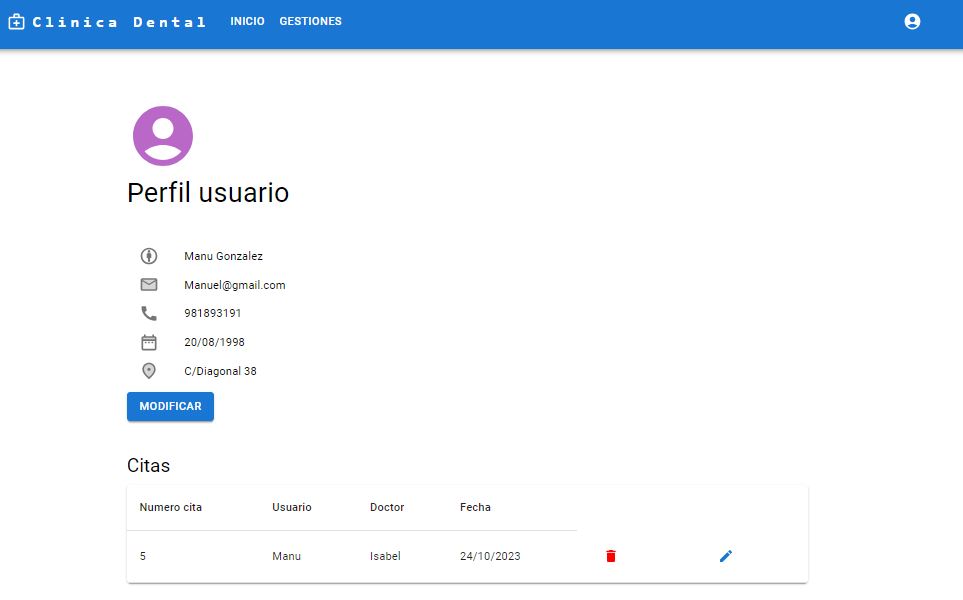 Clinica Dental INICIO GESTIONES
Perfil usuario
Manu Gonzalez
Manuel@gmail.com
981893191
20/08/1998
C/Diagonal 38
MODIFICAR
Citas
Numero cita Usuario Doctor Fecha
5 Manu Isabel 24/10/2023